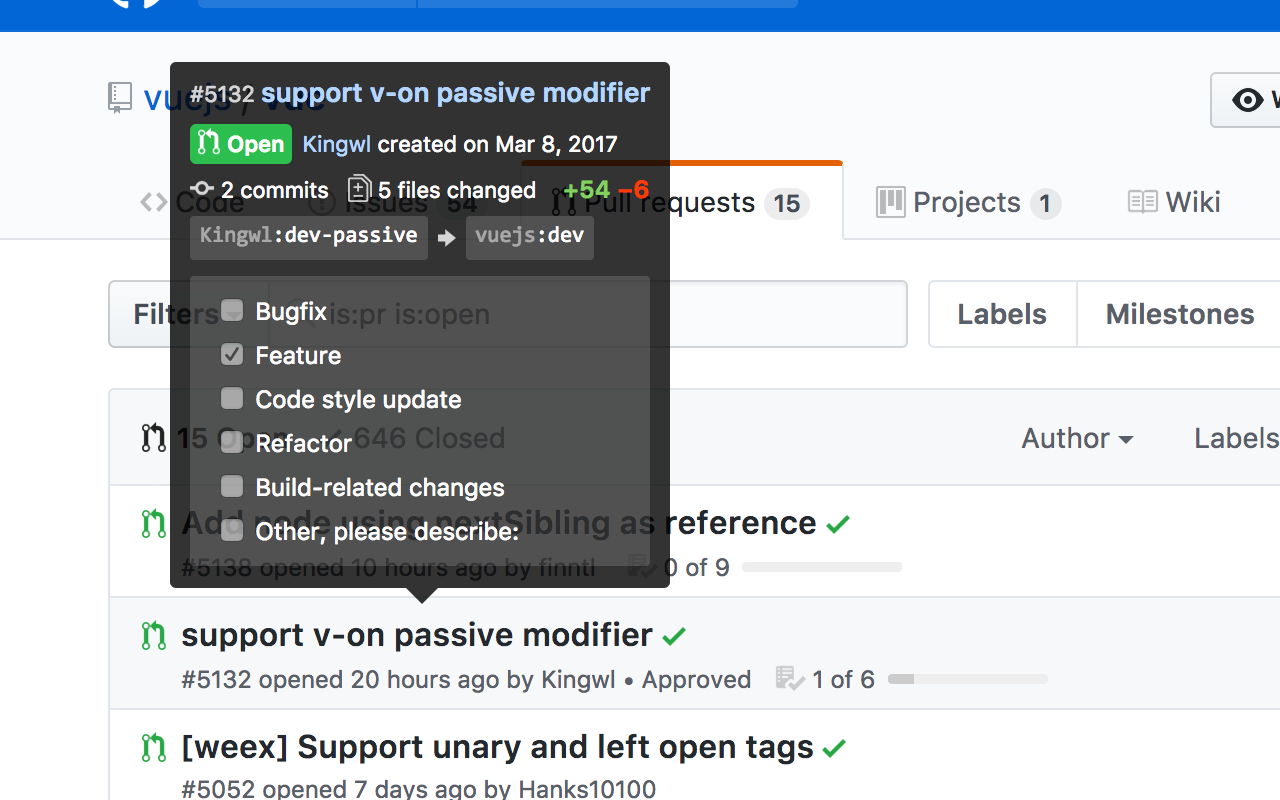 vuejs / vue
#5132 support v-on passive modifier
Open Kingwl created on Mar 8, 2017
2 commits 5 files changed +54 −6
Kingwl:dev-passive vuejs:dev
Bugfix
Feature
Code style update
Refactor
Build-related changes
Other, please describe:
Code Issues 54 Pull requests 15 Projects 1 Wiki
Filters is:pr is:open Labels Milestones
15 Open 646 Closed Author Labels
Add node using nextSibling as reference
#5138 opened 10 hours ago by finntl 0 of 9
support v-on passive modifier
#5132 opened 20 hours ago by Kingwl • Approved 1 of 6
[weex] Support unary and left open tags
#5052 opened 7 days ago by Hanks10100